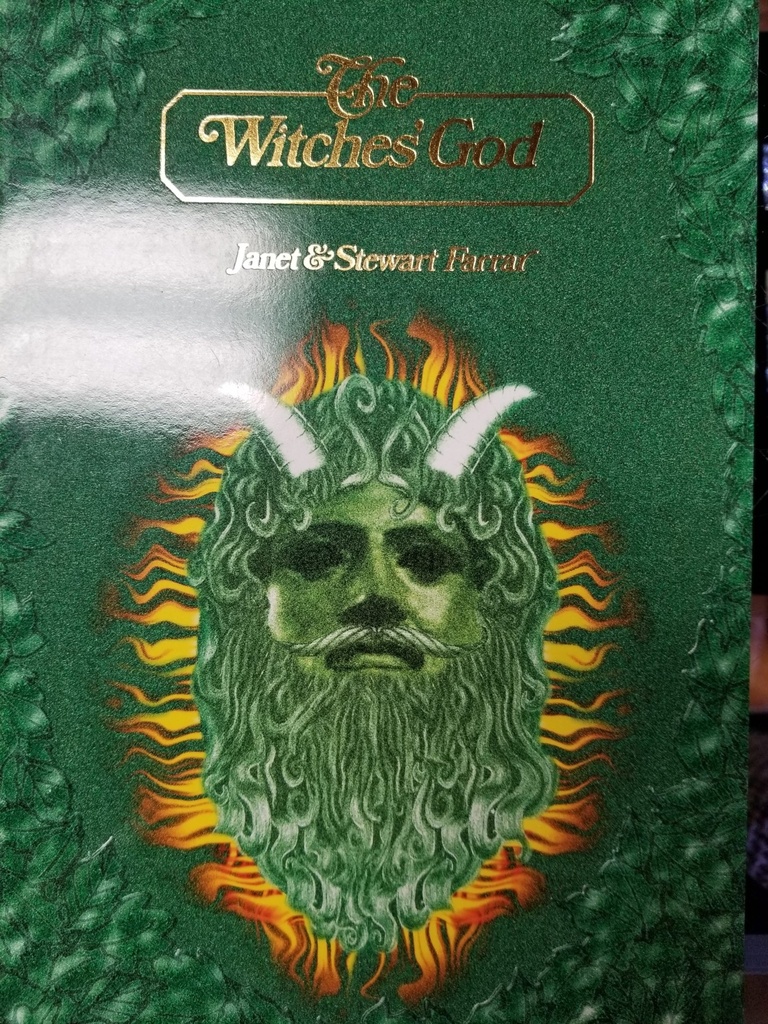 The
Witches' God
Janet & Stewart Farrar